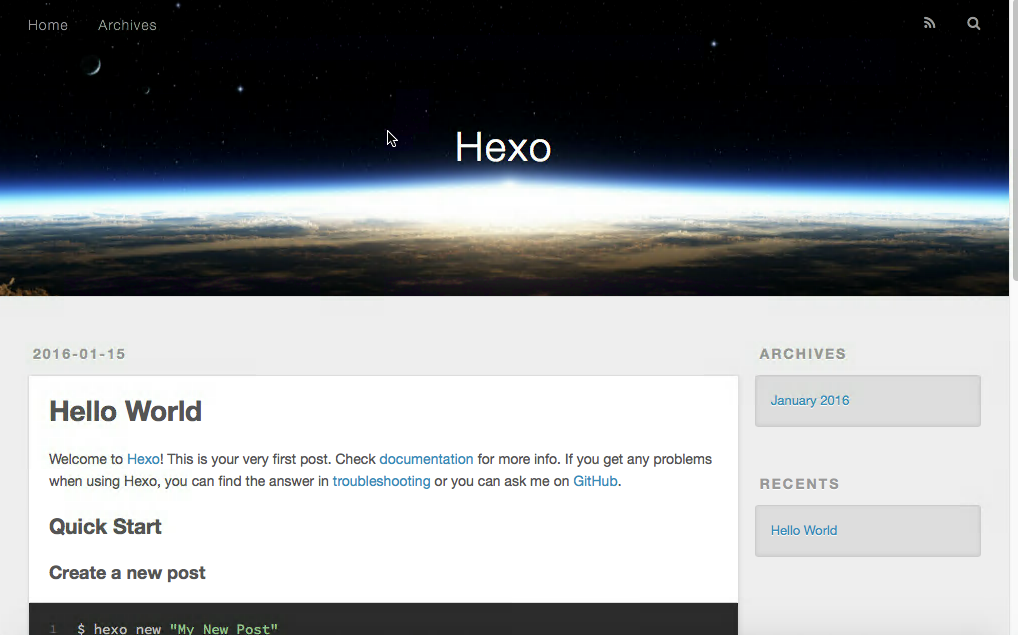 Home Archives
Hexo
2016-01-15
Hello World
Welcome to Hexo! This is your very first post. Check documentation for more info. If you get any problems
when using Hexo, you can find the answer in troubleshooting or you can ask me on GitHub.
Quick Start
Create a new post
1 $ hexo new "My New Post"
ARCHIVES
January 2016
RECENTS
Hello World